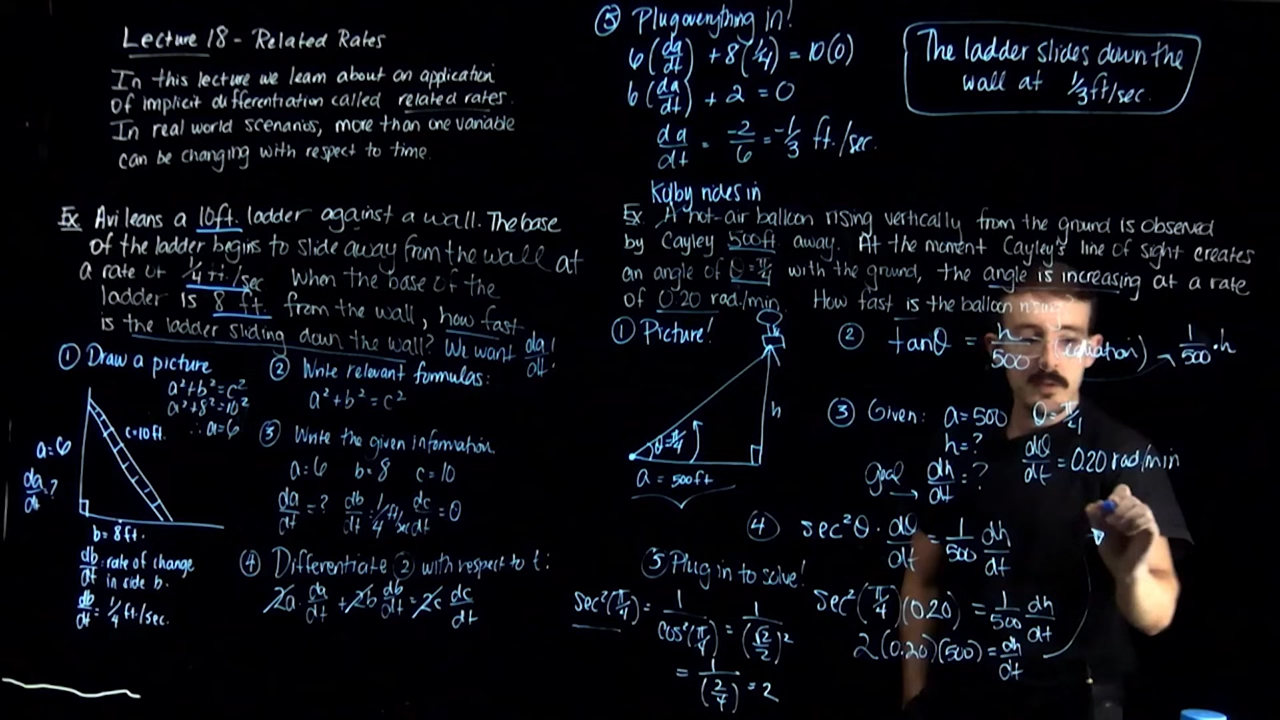 Lecture 18 - Related Rates
In this lecture we learn about an application
of implicit differentiation called related rates.
In real world scenarios, more than one variable
can be changing with respect to time.
Ex Avi leans a 10ft. ladder against a wall. The base
of the ladder begins to slide away from the wall at
a rate of 1/4 ft./sec When the base of the
ladder is 8 ft. from the wall, how fast
is the ladder sliding down the wall? We want da/dt!
① Draw a picture
a²+b²=c²
a²+8²=10²
∴ a=6
c=10ft.
a=6
da/dt=?
b=8ft.
db/dt: rate of change
in side b.
db/dt = 1/4 ft/sec.
② Write relevant formulas:
a²+b²=c²
③ Write the given information.
a=6 b=8 c=10
da/dt=? db/dt=1/4 ft/sec dc/dt=0
④ Differentiate ② with respect to t:
2a·da/dt + 2b db/dt = 2c dc/dt
⑤ Plug everything in!
6(da/dt) + 8(1/4) = 10(0)
6(da/dt) + 2 = 0
da/dt = -2/6 = -1/3 ft./sec.
The ladder slides down the
wall at 1/3 ft/sec.
Kolby rides in
Ex A hot-air balloon rising vertically from the ground is observed
by Cayley 500ft away. At the moment Cayley's line of sight creates
an angle of θ=π/4 with the ground, the angle is increasing at a rate
of 0.20 rad./min. How fast is the balloon rising?
① Picture!
h
θ=π/4
a = 500ft
② tanθ = h/500 (equation) → 1/500·h
③ Given: a=500 θ=π/4
h=?
dθ/dt = 0.20 rad/min
Goal → dh/dt = ?
④ sec²θ · dθ/dt = 1/500 dh/dt
⑤ Plug in to solve!
sec²(π/4) = 1/cos²(π/4) = 1/(√2/2)²
= 1/(2/4) = 2
sec²(π/4)(0.20) = 1/500 dh/dt
2(0.20)(500) = dh/dt